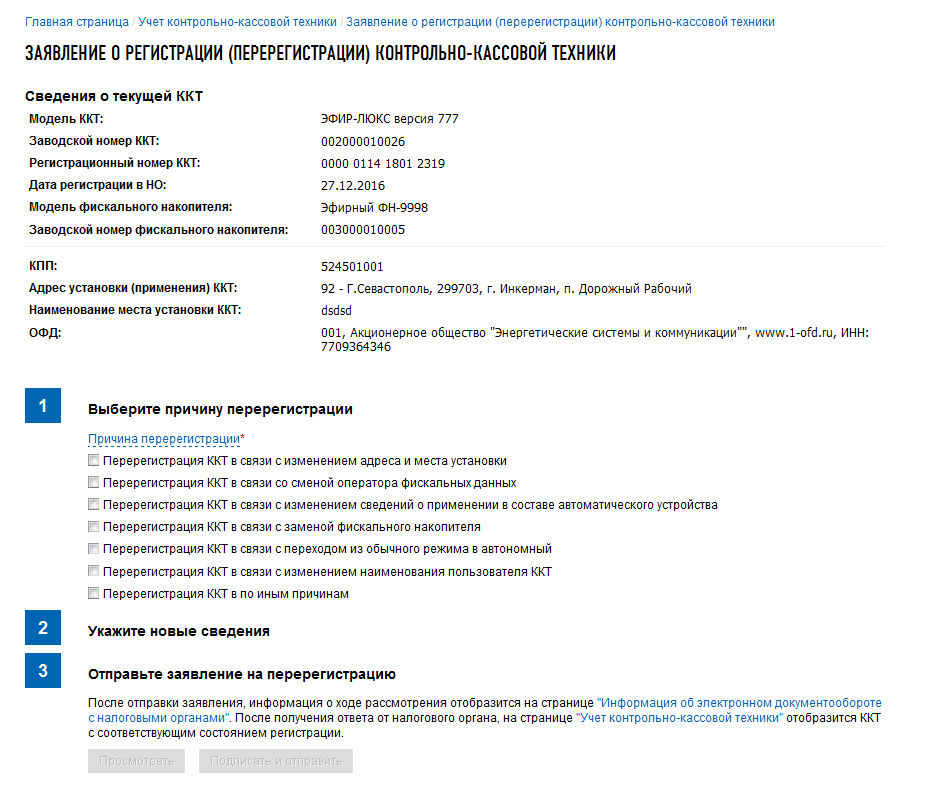 Главная страница / Учет контрольно-кассовой техники / Заявление о регистрации (перерегистрации) контрольно-кассовой техники
ЗАЯВЛЕНИЕ О РЕГИСТРАЦИИ (ПЕРЕРЕГИСТРАЦИИ) КОНТРОЛЬНО-КАССОВОЙ ТЕХНИКИ
Сведения о текущей ККТ
Модель ККТ: ЭФИР-ЛЮКС версия 777
Заводской номер ККТ: 002000010026
Регистрационный номер ККТ: 0000 0114 1801 2319
Дата регистрации в НО: 27.12.2016
Модель фискального накопителя: Эфирный ФН-9998
Заводской номер фискального накопителя: 003000010005
КПП: 524501001
Адрес установки (применения) ККТ: 92 - Г.Севастополь, 299703, г. Инкерман, п. Дорожный Рабочий
Наименование места установки ККТ: dsdsd
ОФД: 001, Акционерное общество "Энергетические системы и коммуникации"", www.1-ofd.ru, ИНН:
7709364346
1 Выберите причину перерегистрации
Причина перерегистрации*
Перерегистрация ККТ в связи с изменением адреса и места установки
Перерегистрация ККТ в связи со сменой оператора фискальных данных
Перерегистрация ККТ в связи с изменением сведений о применении в составе автоматического устройства
Перерегистрация ККТ в связи с заменой фискального накопителя
Перерегистрация ККТ в связи с переходом из обычного режима в автономный
Перерегистрация ККТ в связи с изменением наименования пользователя ККТ
Перерегистрация ККТ в по иным причинам
2 Укажите новые сведения
3 Отправьте заявление на перерегистрацию
После отправки заявления, информация о ходе рассмотрения отобразится на странице "Информация об электронном документообороте
с налоговыми органами". После получения ответа от налогового органа, на странице "Учет контрольно-кассовой техники" отобразится ККТ
с соответствующим состоянием регистрации.
Просмотреть Подписать и отправить